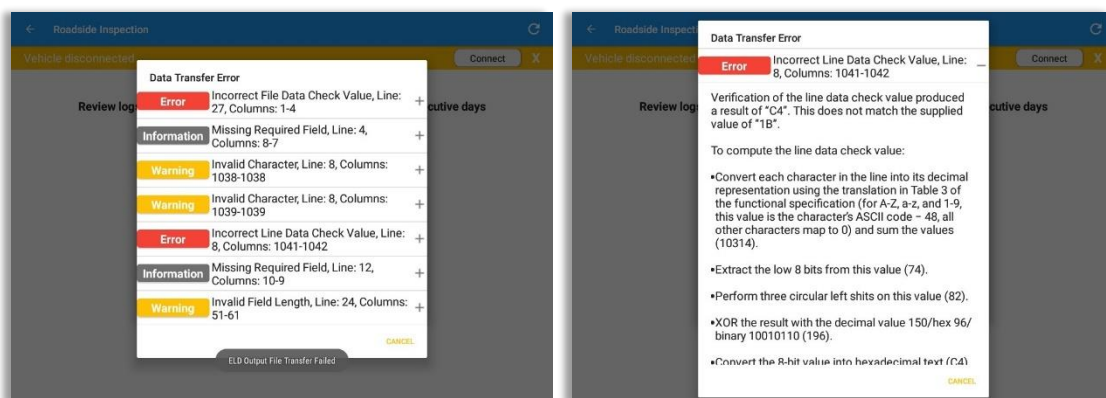 Roadside Inspection
Vehicle disconnected
Connect
X
Review logs
cutive days
Data Transfer Error
Error
Incorrect File Data Check Value, Line:
27, Columns: 1-4
+
Information
Missing Required Field, Line: 4,
Columns: 8-7
+
Warning
Invalid Character, Line: 8, Columns:
1038-1038
+
Warning
Invalid Character, Line: 8, Columns:
1039-1039
+
Error
Incorrect Line Data Check Value, Line:
8, Columns: 1041-1042
+
Information
Missing Required Field, Line: 12,
Columns: 10-9
+
Warning
Invalid Field Length, Line: 24, Columns:
51-61
+
CANCEL
ELD Output File Transfer Failed
Roadside Inspecti
Vehicle disconnected
Connect
X
Review log
cutive days
Data Transfer Error
Error
Incorrect Line Data Check Value, Line:
8, Columns: 1041-1042
–
Verification of the line data check value produced
a result of "C4". This does not match the supplied
value of "1B".
To compute the line data check value:
•Convert each character in the line into its decimal
representation using the translation in Table 3 of
the functional specification (for A-Z, a-z, and 1-9,
this value is the character's ASCII code – 48, all
other characters map to 0) and sum the values
(10314).
•Extract the low 8 bits from this value (74).
•Perform three circular left shits on this value (82).
•XOR the result with the decimal value 150/hex 96/
binary 10010110 (196).
•Convert the 8-bit value into hexadecimal text (C4)
CANCEL